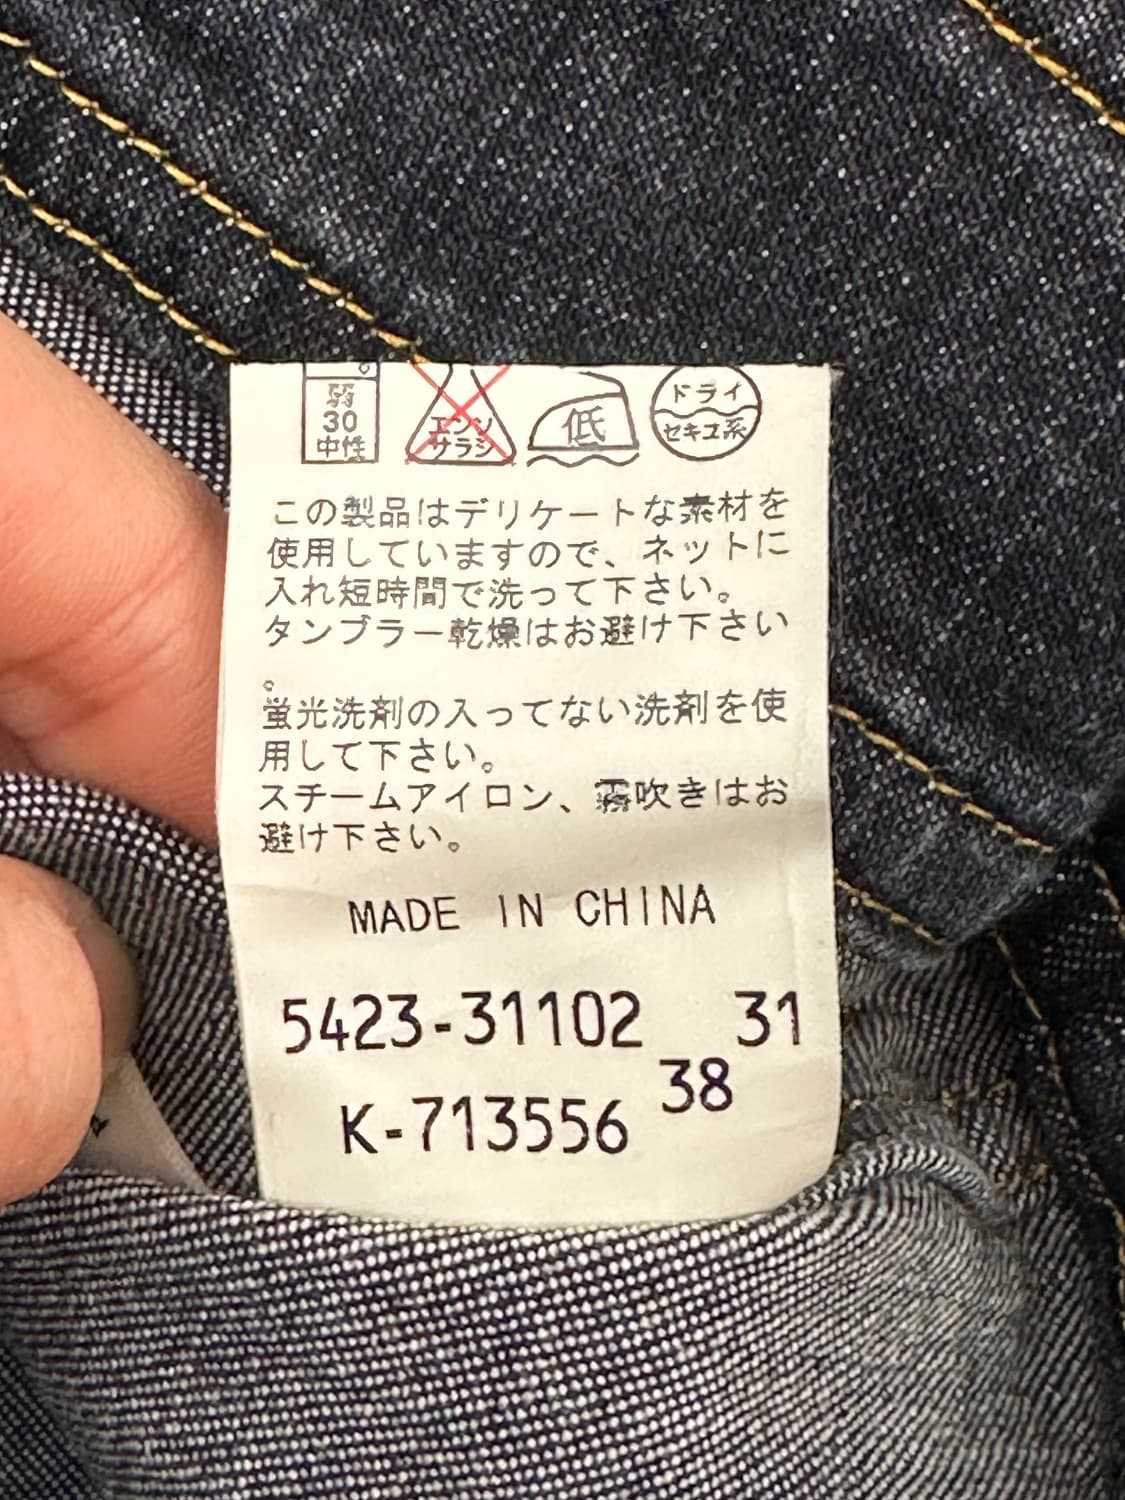 弱
30
中性
エンソ
サラシ
低
ドライ
セキユ系
この製品はデリケートな素材を
使用していますので、ネットに
入れ短時間で洗って下さい。
タンブラー乾燥はお避け下さい
。
蛍光洗剤の入ってない洗剤を使
用して下さい。
スチームアイロン、霧吹きはお
避け下さい。
MADE IN CHINA
5423-31102 31
38
K-713556